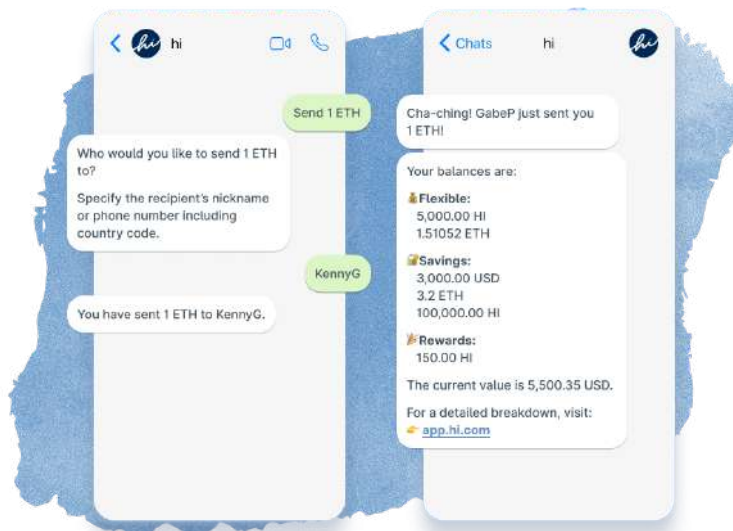 hi hi
Send 1 ETH
Who would you like to send 1 ETH
to?
Specify the recipient's nickname
or phone number including
country code.
KennyG
You have sent 1 ETH to KennyG.
Chats hi hi
Cha-ching! GabeP just sent you
1 ETH!
Your balances are:
Flexible:
5,000.00 HI
1.51052 ETH
Savings:
3,000.00 USD
3.2 ETH
100,000.00 HI
Rewards:
150.00 HI
The current value is 5,500.35 USD.
For a detailed breakdown, visit:
app.hi.com